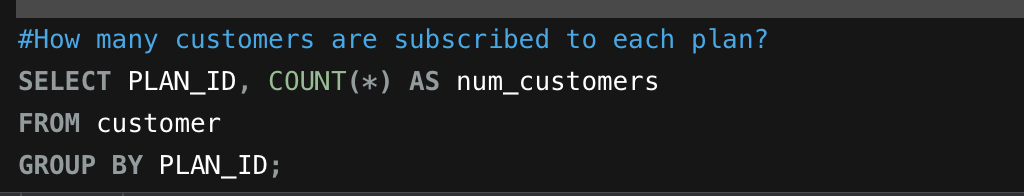 #How many customers are subscribed to each plan?
SELECT PLAN_ID, COUNT(*) AS num_customers
FROM customer
GROUP BY PLAN_ID;